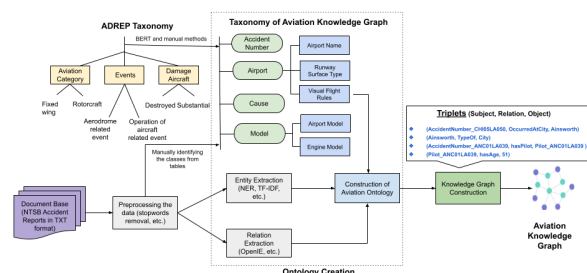 ADREP Taxonomy
Taxonomy of Aviation Knowledge Graph
BERT and manual methods
Aviation
Category
Events
Damage
Aircraft
Fixed
wing
Rotorcraft
Aerodrome
related
event
Operation of
aircraft related event
Destroyed
Substantial
Accident
Number
Airport
Cause
Model
Airport Name
Runway
Surface Type
Visual Flight
Rules
Airport Model
Engine Model
Triplets (Subject, Relation, Object)
(AccidentNumber_CHI05LA050, OccurredAtCity, Ainsworth)
(Ainsworth, TypeOf, City)
(AccidentNumber_ANC01LA039, hasPilot, Pilot_ANC01LA039 )
(Pilot_ANC01LA039, hasAge, 51)
Manually identifying
the classes from
tables
Document Base
(NTSB Accident
Reports in TXT
format)
Preprocessing the
data (stopwords
removal, etc.)
Entity Extraction
(NER, TF-IDF,
etc.)
Relation
Extraction
(OpenIE, etc.)
Construction of
Aviation Ontology
Knowledge Graph
Construction
Aviation
Knowledge
Graph
Ontology Creation